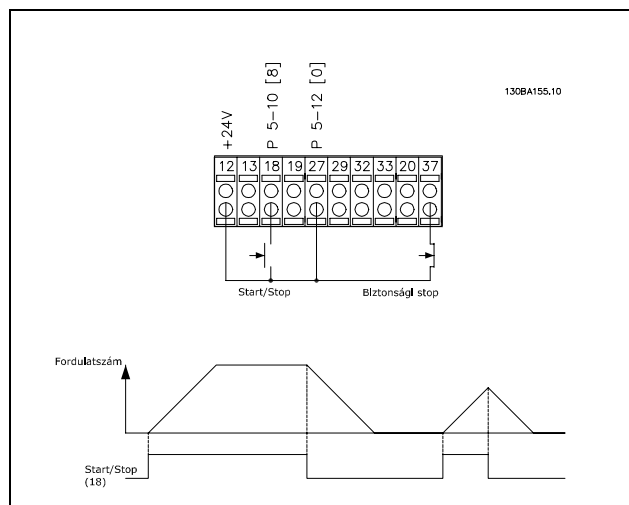 130BA155.10
+24V
P 5-10 [8]
P 5-12 [0]
12 13 18 19 27 29 32 33 20 37
Start/Stop
Biztonsági stop
Fordulatszám
Start/Stop
(18)